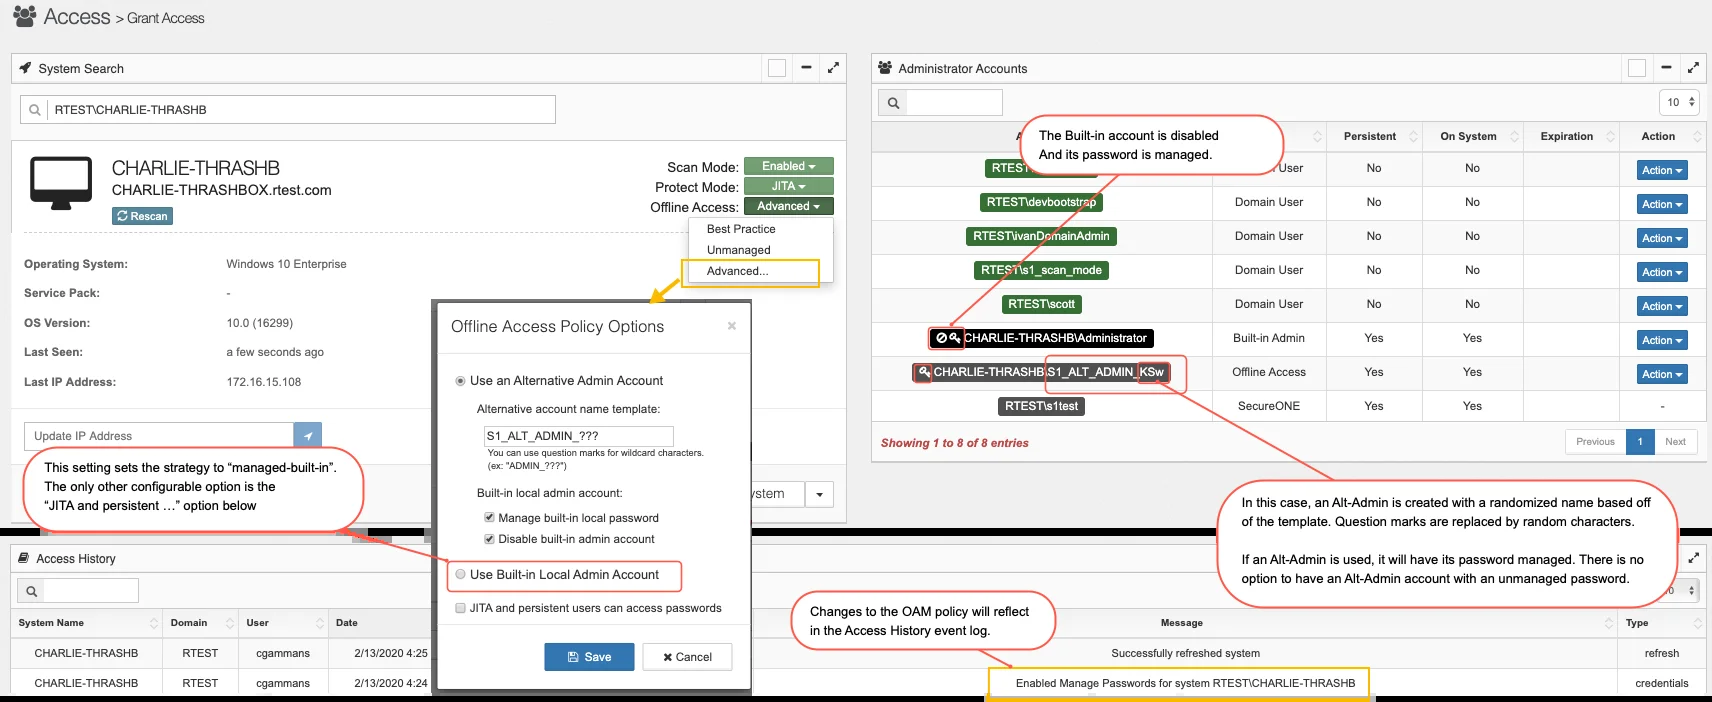 Access > Grant Access
System Search
RTEST\CHARLIE-THRASHB
CHARLIE-THRASHB
CHARLIE-THRASHBOX.rtest.com
Rescan
Scan Mode: Enabled
Protect Mode: JITA
Offline Access: Advanced
Best Practice
Unmanaged
Advanced...
Operating System: Windows 10 Enterprise
Service Pack: -
OS Version: 10.0 (16299)
Last Seen: a few seconds ago
Last IP Address: 172.16.15.108
Update IP Address
This setting sets the strategy to “managed-built-in”.
The only other configurable option is the
“JITA and persistent ...” option below
Offline Access Policy Options ×
Use an Alternative Admin Account
Alternative account name template:
S1_ALT_ADMIN_???
You can use question marks for wildcard characters.
(ex: "ADMIN_???")
Built-in local admin account:
Manage built-in local password
Disable built-in admin account
Use Built-in Local Admin Account
JITA and persistent users can access passwords
Save
Cancel
Administrator Accounts
10
The Built-in account is disabled
And its password is managed.
Persistent On System Expiration Action
RTEST User No No Action
RTEST\devbootstrap Domain User No No Action
RTEST\ivanDomainAdmin Domain User No No Action
RTEST\s1_scan_mode Domain User No No Action
RTEST\scott Domain User No No Action
CHARLIE-THRASHB\Administrator Built-in Admin Yes Yes Action
CHARLIE-THRASHB\S1_ALT_ADMIN_KSw Offline Access Yes Yes Action
RTEST\s1test SecureONE Yes Yes -
Showing 1 to 8 of 8 entries
Previous 1 Next
In this case, an Alt-Admin is created with a randomized name based off
of the template. Question marks are replaced by random characters.
If an Alt-Admin is used, it will have its password managed. There is no
option to have an Alt-Admin account with an unmanaged password.
Access History
Changes to the OAM policy will reflect
in the Access History event log.
System Name Domain User Date Message Type
CHARLIE-THRASHB RTEST cgammans 2/13/2020 4:25 Successfully refreshed system refresh
CHARLIE-THRASHB RTEST cgammans 2/13/2020 4:24 Enabled Manage Passwords for system RTEST\CHARLIE-THRASHB credentials